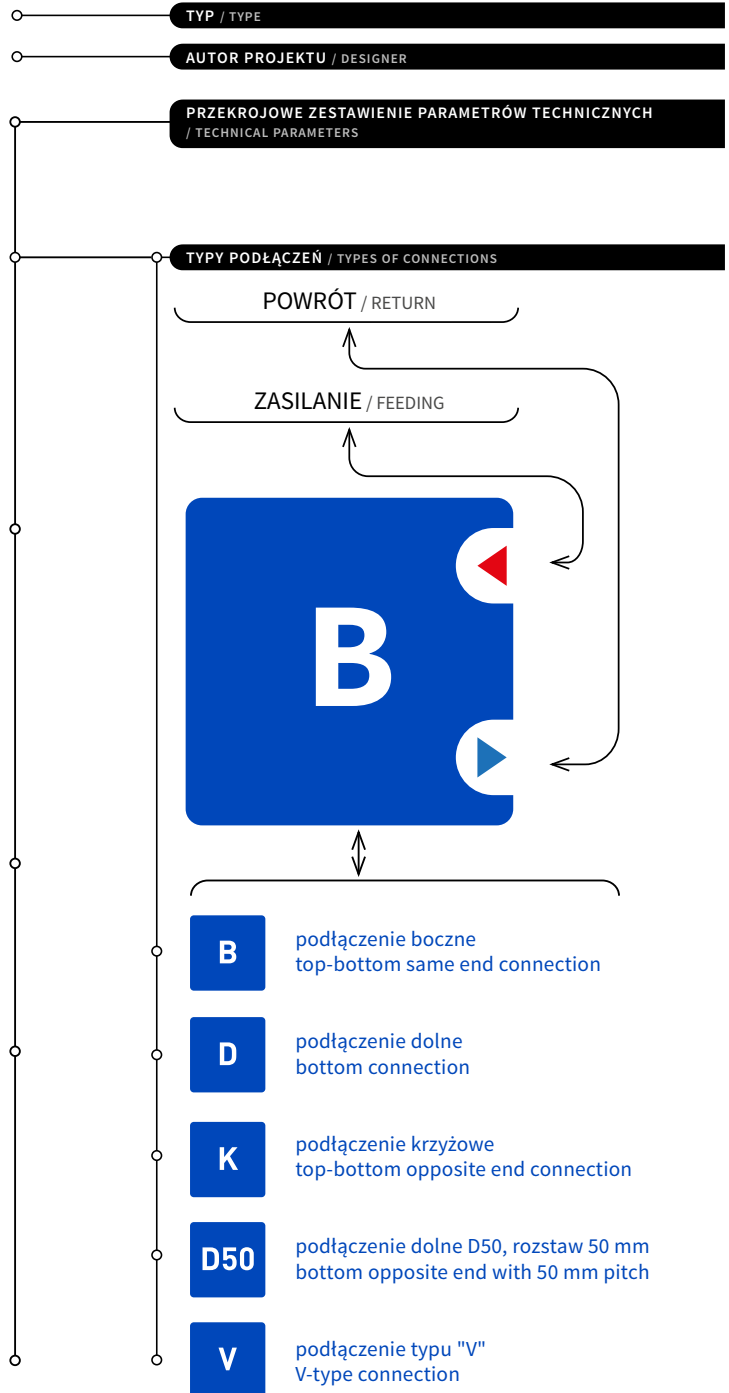 TYP / TYPE
AUTOR PROJEKTU / DESIGNER
PRZEKROJOWE ZESTAWIENIE PARAMETRÓW TECHNICZNYCH
/ TECHNICAL PARAMETERS
TYPY PODŁĄCZEŃ / TYPES OF CONNECTIONS
POWRÓT / RETURN
ZASILANIE / FEEDING
B
B
podłączenie boczne
top-bottom same end connection
D
podłączenie dolne
bottom connection
K
podłączenie krzyżowe
top-bottom opposite end connection
D50
podłączenie dolne D50, rozstaw 50 mm
bottom opposite end with 50 mm pitch
V
podłączenie typu "V"
V-type connection